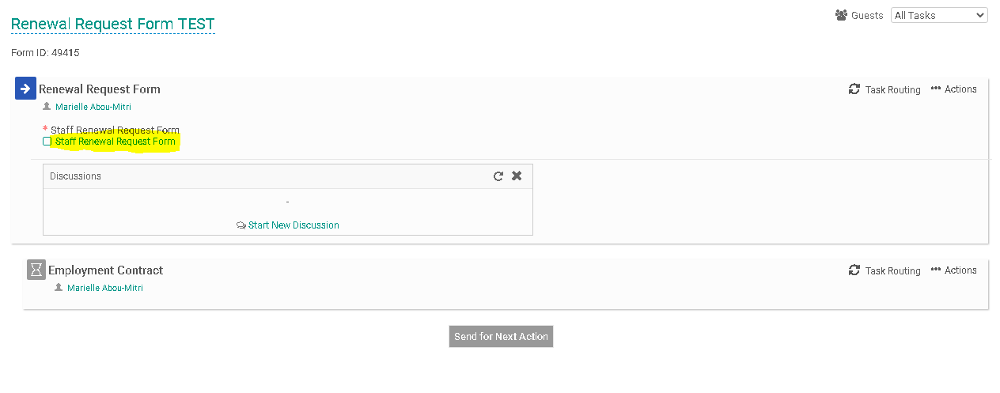 Renewal Request Form TEST
Guests All Tasks
Form ID: 49415
Renewal Request Form
Task Routing ••• Actions
Marielle Abou-Mitri
* Staff Renewal Request Form
Staff Renewal Request Form
Discussions
-
Start New Discussion
Employment Contract
Task Routing ••• Actions
Marielle Abou-Mitri
Send for Next Action